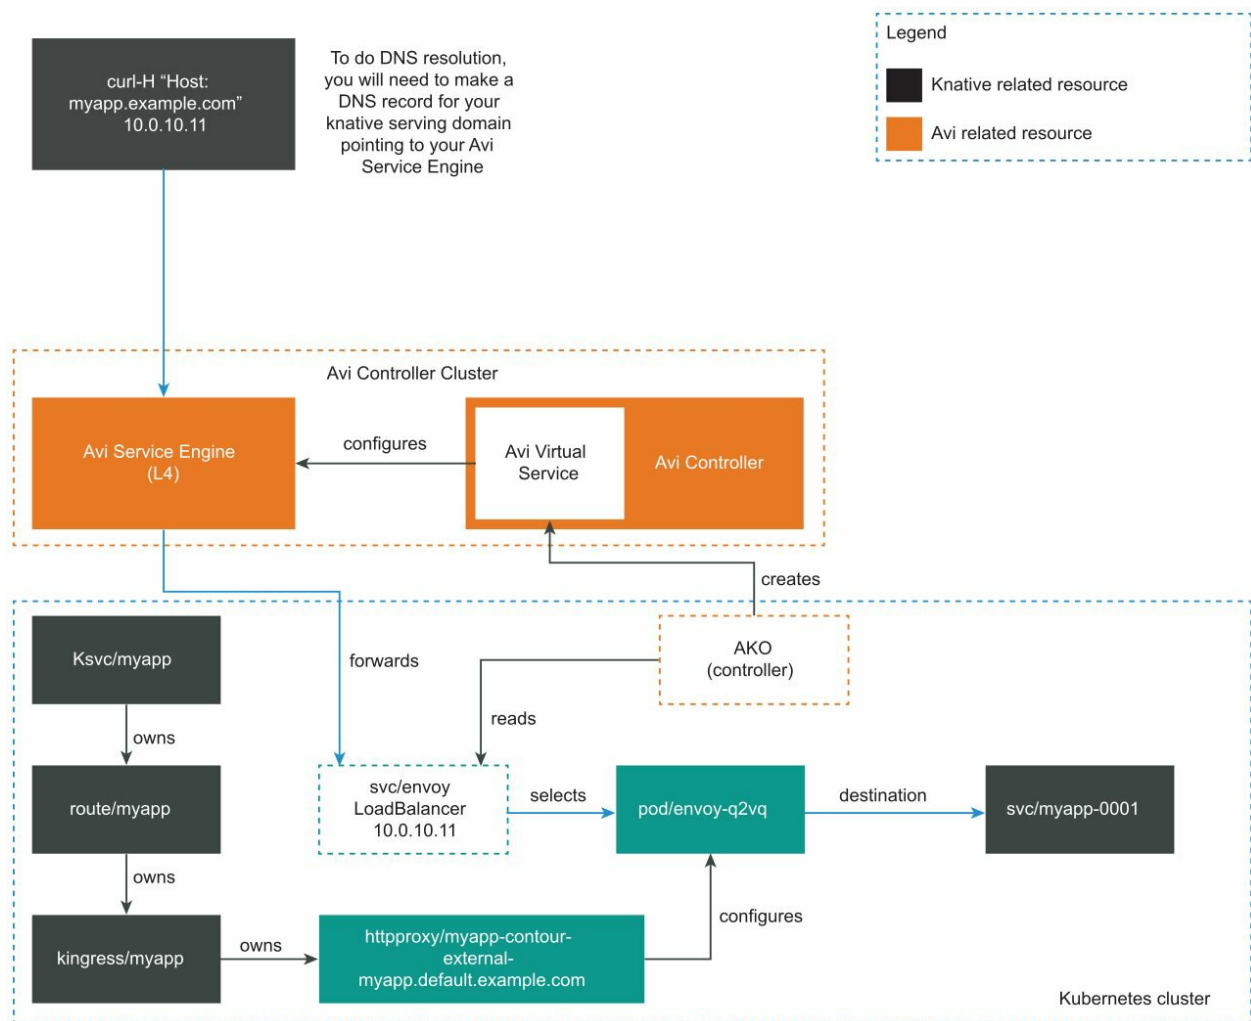 curl-H “Host:
myapp.example.com”
10.0.10.11
To do DNS resolution,
you will need to make a
DNS record for your
knative serving domain
pointing to your Avi
Service Engine
Legend
Knative related resource
Avi related resource
Avi Controller Cluster
Avi Service Engine
(L4)
configures
Avi Virtual
Service
Avi Controller
creates
Ksvc/myapp
forwards
AKO
(controller)
owns
reads
route/myapp
svc/envoy
LoadBalancer
10.0.10.11
selects
pod/envoy-q2vq
destination
svc/myapp-0001
owns
configures
kingress/myapp
owns
httpproxy/myapp-contour-
external-
myapp.default.example.com
Kubernetes cluster